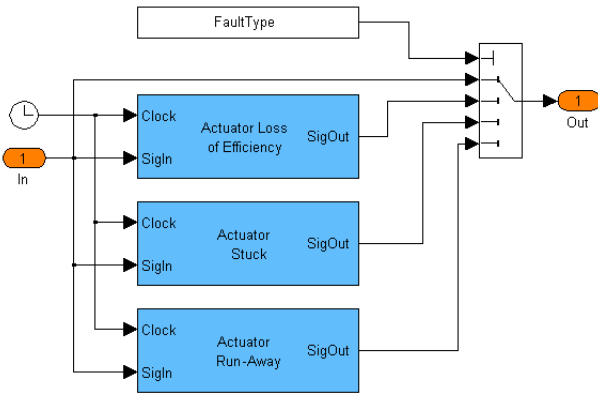 FaultType
Clock
SigIn
Actuator Loss
of Efficiency
SigOut
1
In
1
Out
Clock
SigIn
Actuator
Stuck
SigOut
Clock
SigIn
Actuator
Run-Away
SigOut